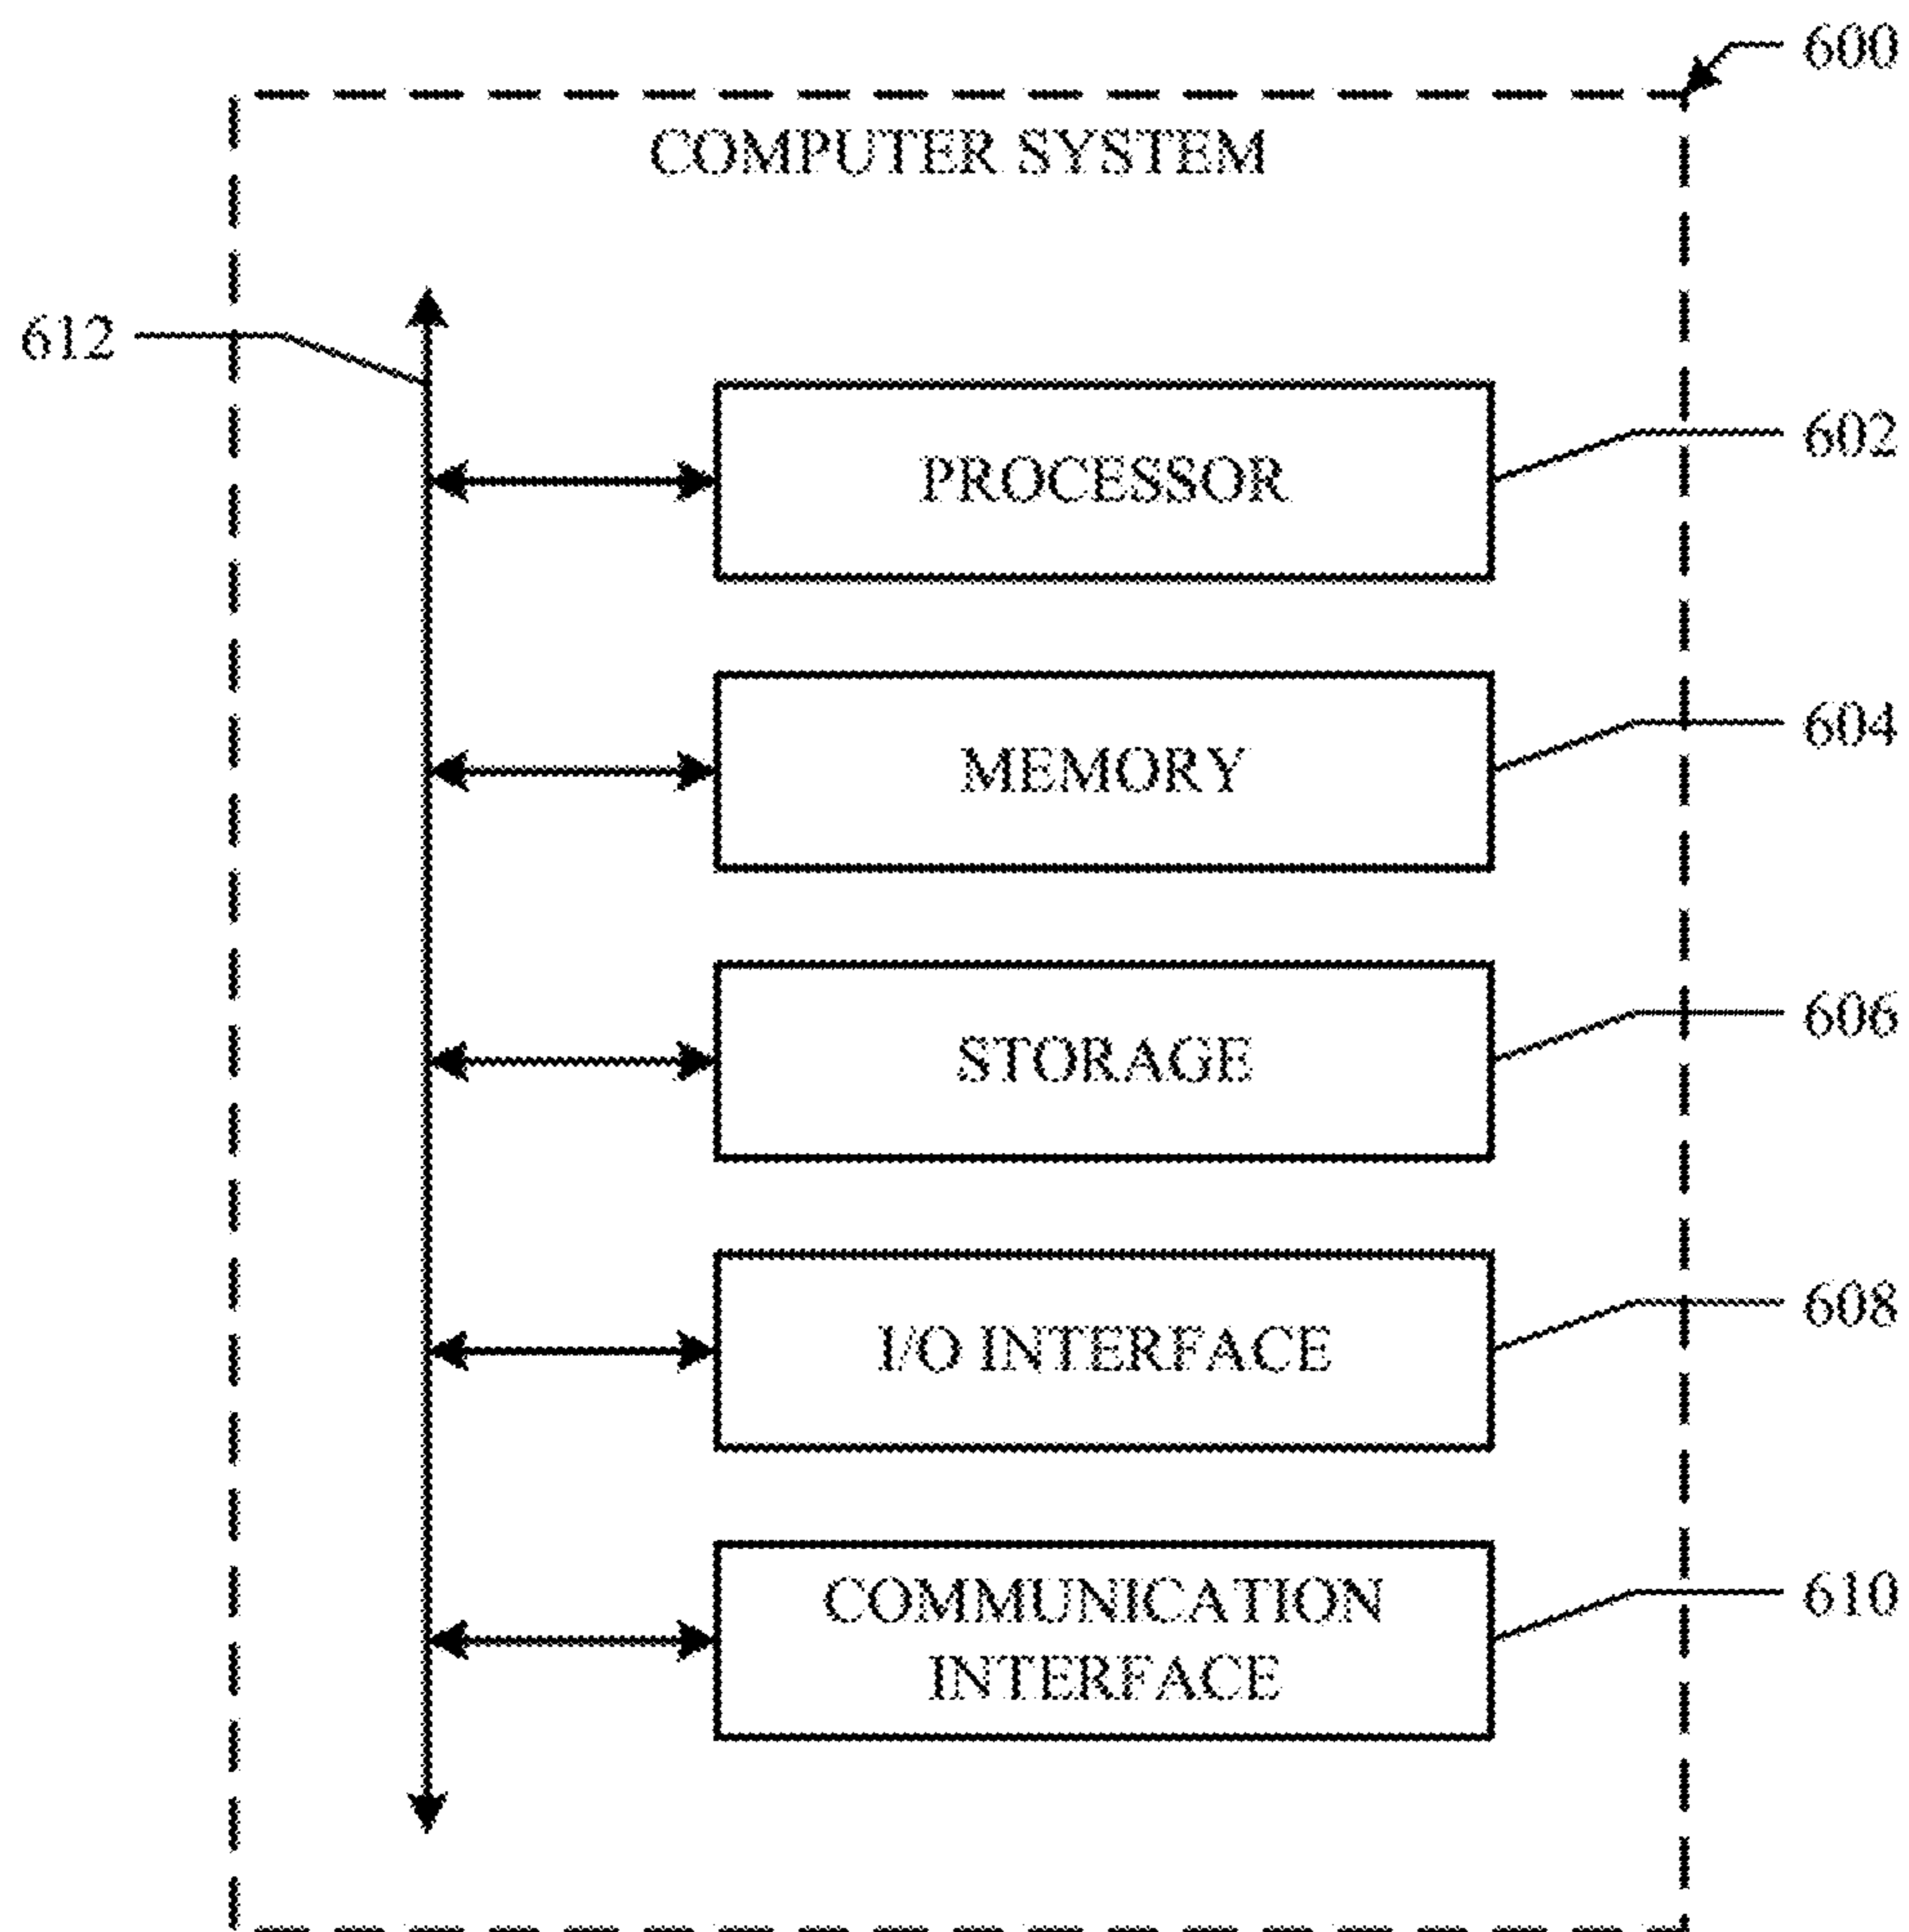 600
COMPUTER SYSTEM
612
602
PROCESSOR
604
MEMORY
606
STORAGE
608
I/O INTERFACE
610
COMMUNICATION
INTERFACE